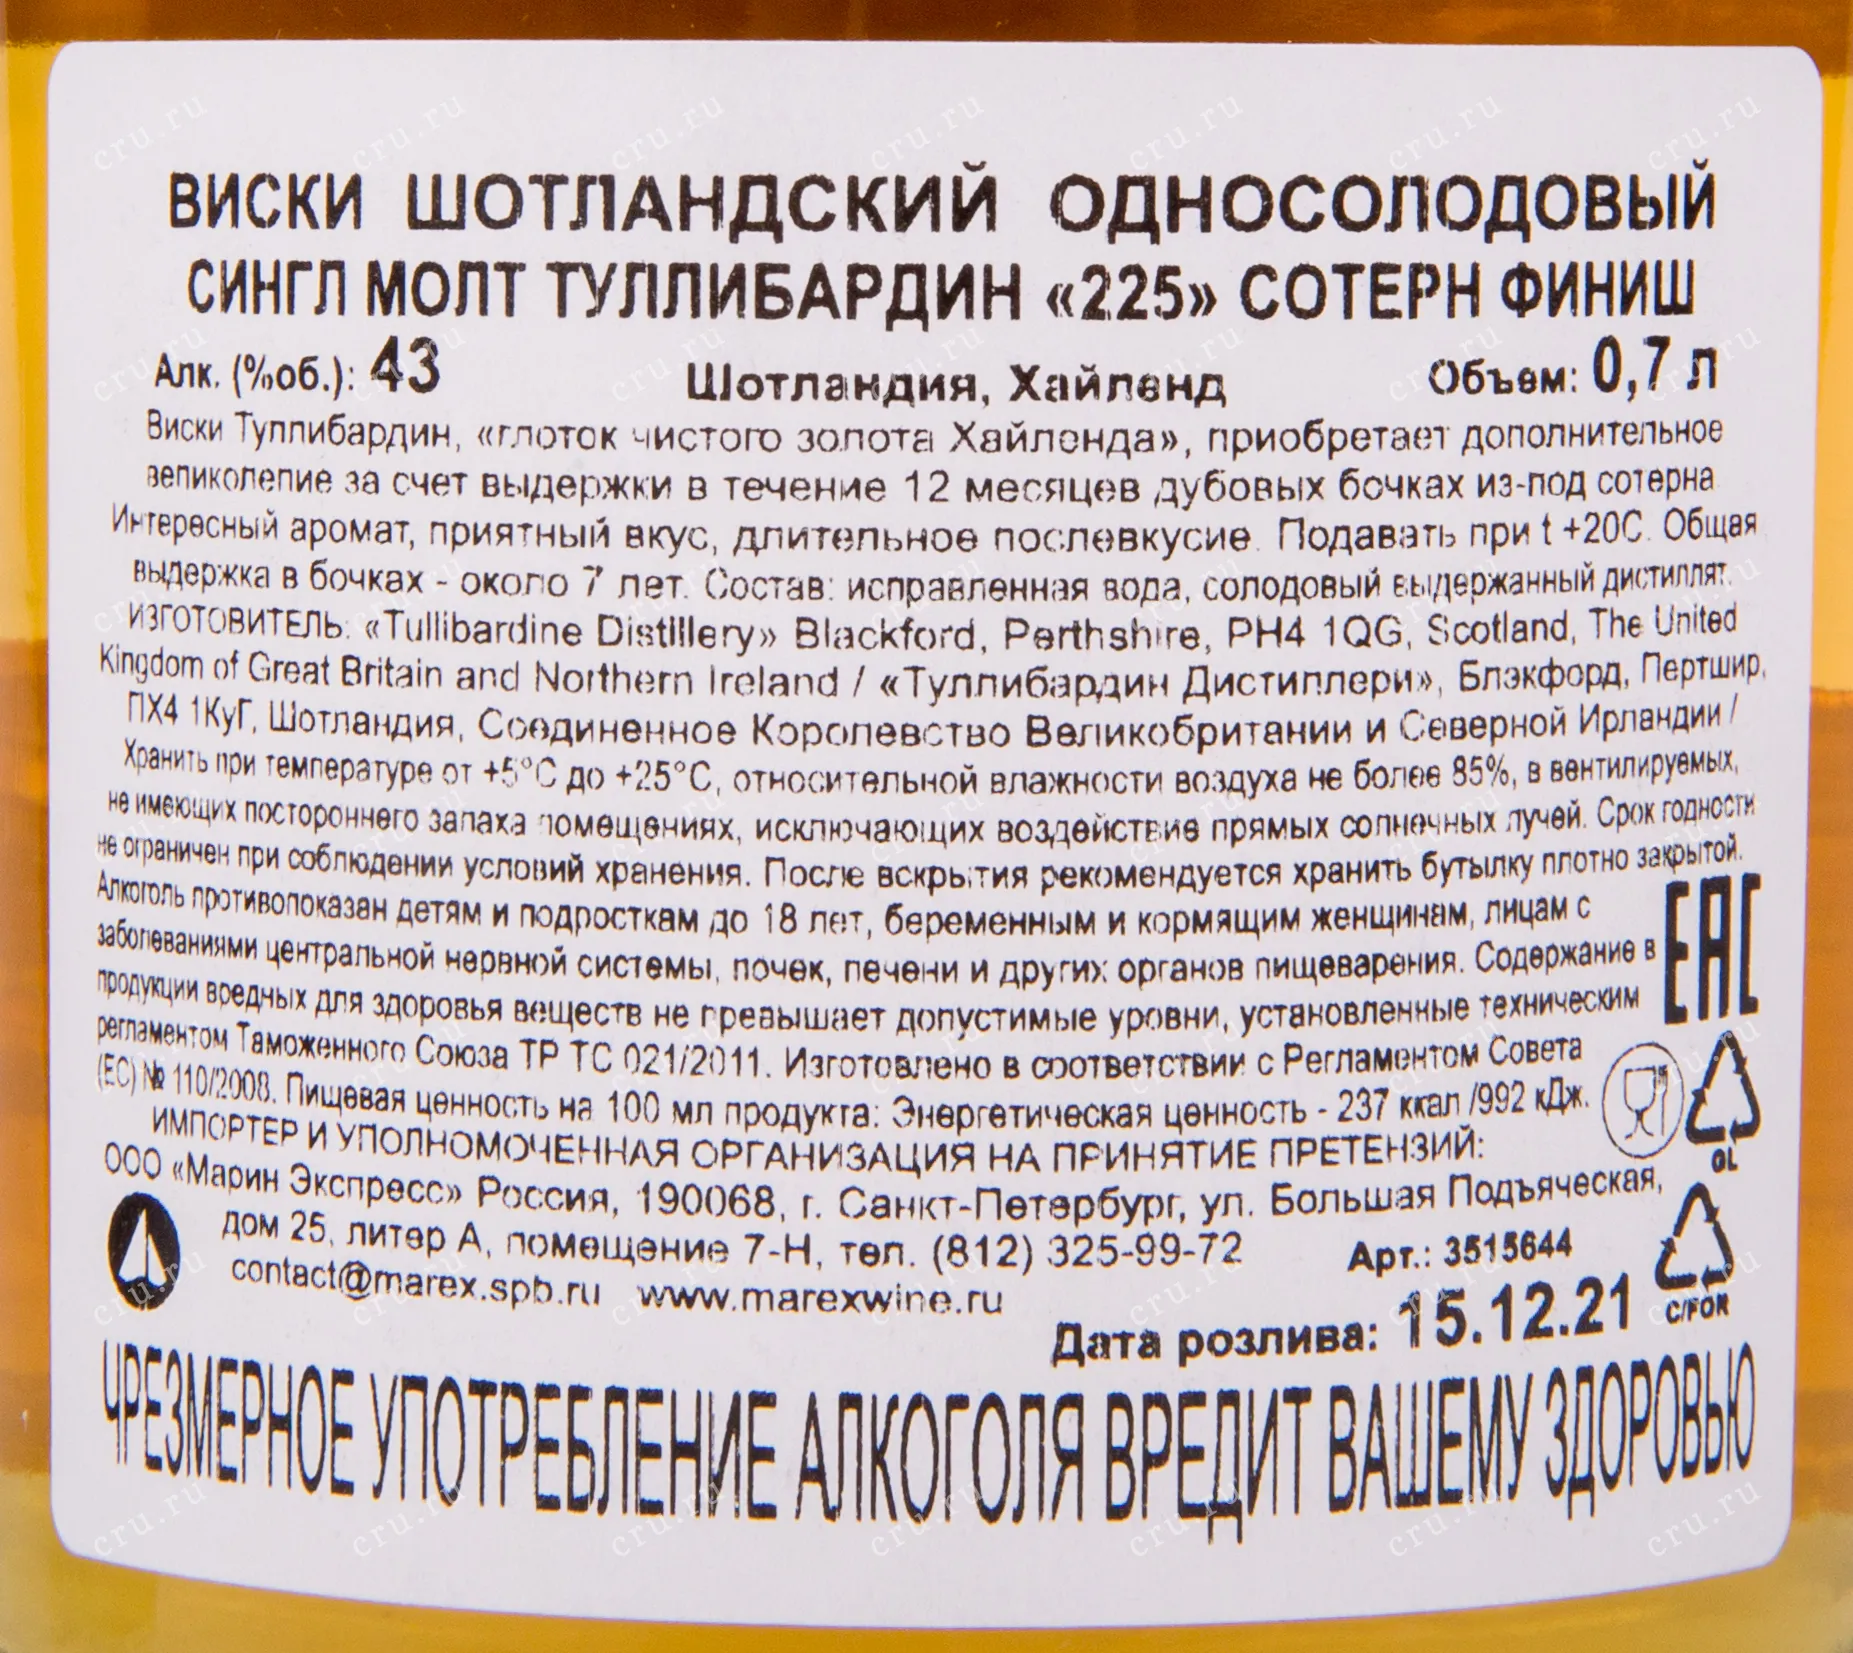 ВИСКИ ШОТЛАНДСКИЙ ОДНОСОЛОДОВЫЙ
СИНГЛ МОЛТ ТУЛЛИБАРДИН «225» СОТЕРН ФИНИШ
Алк. (%об.): 43 Шотландия, Хайленд Объем: 0,7 л
Виски Туллибардин, «глоток чистого золота Хайленда», приобретает дополнительное
великолепие за счет выдержки в течение 12 месяцев дубовых бочках из-под сотерна.
Интересный аромат, приятный вкус, длительное послевкусие. Подавать при t +20С. Общая
выдержка в бочках - около 7 лет. Состав: исправленная вода, солодовый выдержанный дистиллят.
ИЗГОТОВИТЕЛЬ: «Tullibardine Distillery» Blackford, Perthshire, PH4 1QG, Scotland, The United
Kingdom of Great Britain and Northern Ireland / «Туллибардин Дистиллери», Блэкфорд, Пертшир,
ПХ4 1КуГ, Шотландия, Соединенное Королевство Великобритании и Северной Ирландии /
Хранить при температуре от +5°С до +25°С, относительной влажности воздуха не более 85%, в вентилируемых,
не имеющих постороннего запаха помещениях, исключающих воздействие прямых солнечных лучей. Срок годности
не ограничен при соблюдении условий хранения. После вскрытия рекомендуется хранить бутылку плотно закрытой.
Алкоголь противопоказан детям и подросткам до 18 лет, беременным и кормящим женщинам, лицам с
заболеваниями центральной нервной системы, почек, печени и других органов пищеварения. Содержание в
продукции вредных для здоровья веществ не превышает допустимые уровни, установленные техническим
регламентом Таможенного Союза ТР ТС 021/2011. Изготовлено в соответствии с Регламентом Совета
(ЕС) № 110/2008. Пищевая ценность на 100 мл продукта: Энергетическая ценность - 237 ккал /992 кДж.
EAC
ИМПОРТЕР И УПОЛНОМОЧЕННАЯ ОРГАНИЗАЦИЯ НА ПРИНЯТИЕ ПРЕТЕНЗИЙ:
GL
ООО «Марин Экспресс» Россия, 190068, г. Санкт-Петербург, ул. Большая Подъяческая,
дом 25, литер А, помещение 7-Н, тел. (812) 325-99-72 Арт.: 3515644
contact@marex.spb.ru www.marexwine.ru
C/FOR
Дата розлива: 15.12.21
ЧРЕЗМЕРНОЕ УПОТРЕБЛЕНИЕ АЛКОГОЛЯ ВРЕДИТ ВАШЕМУ ЗДОРОВЬЮ
cru.ru